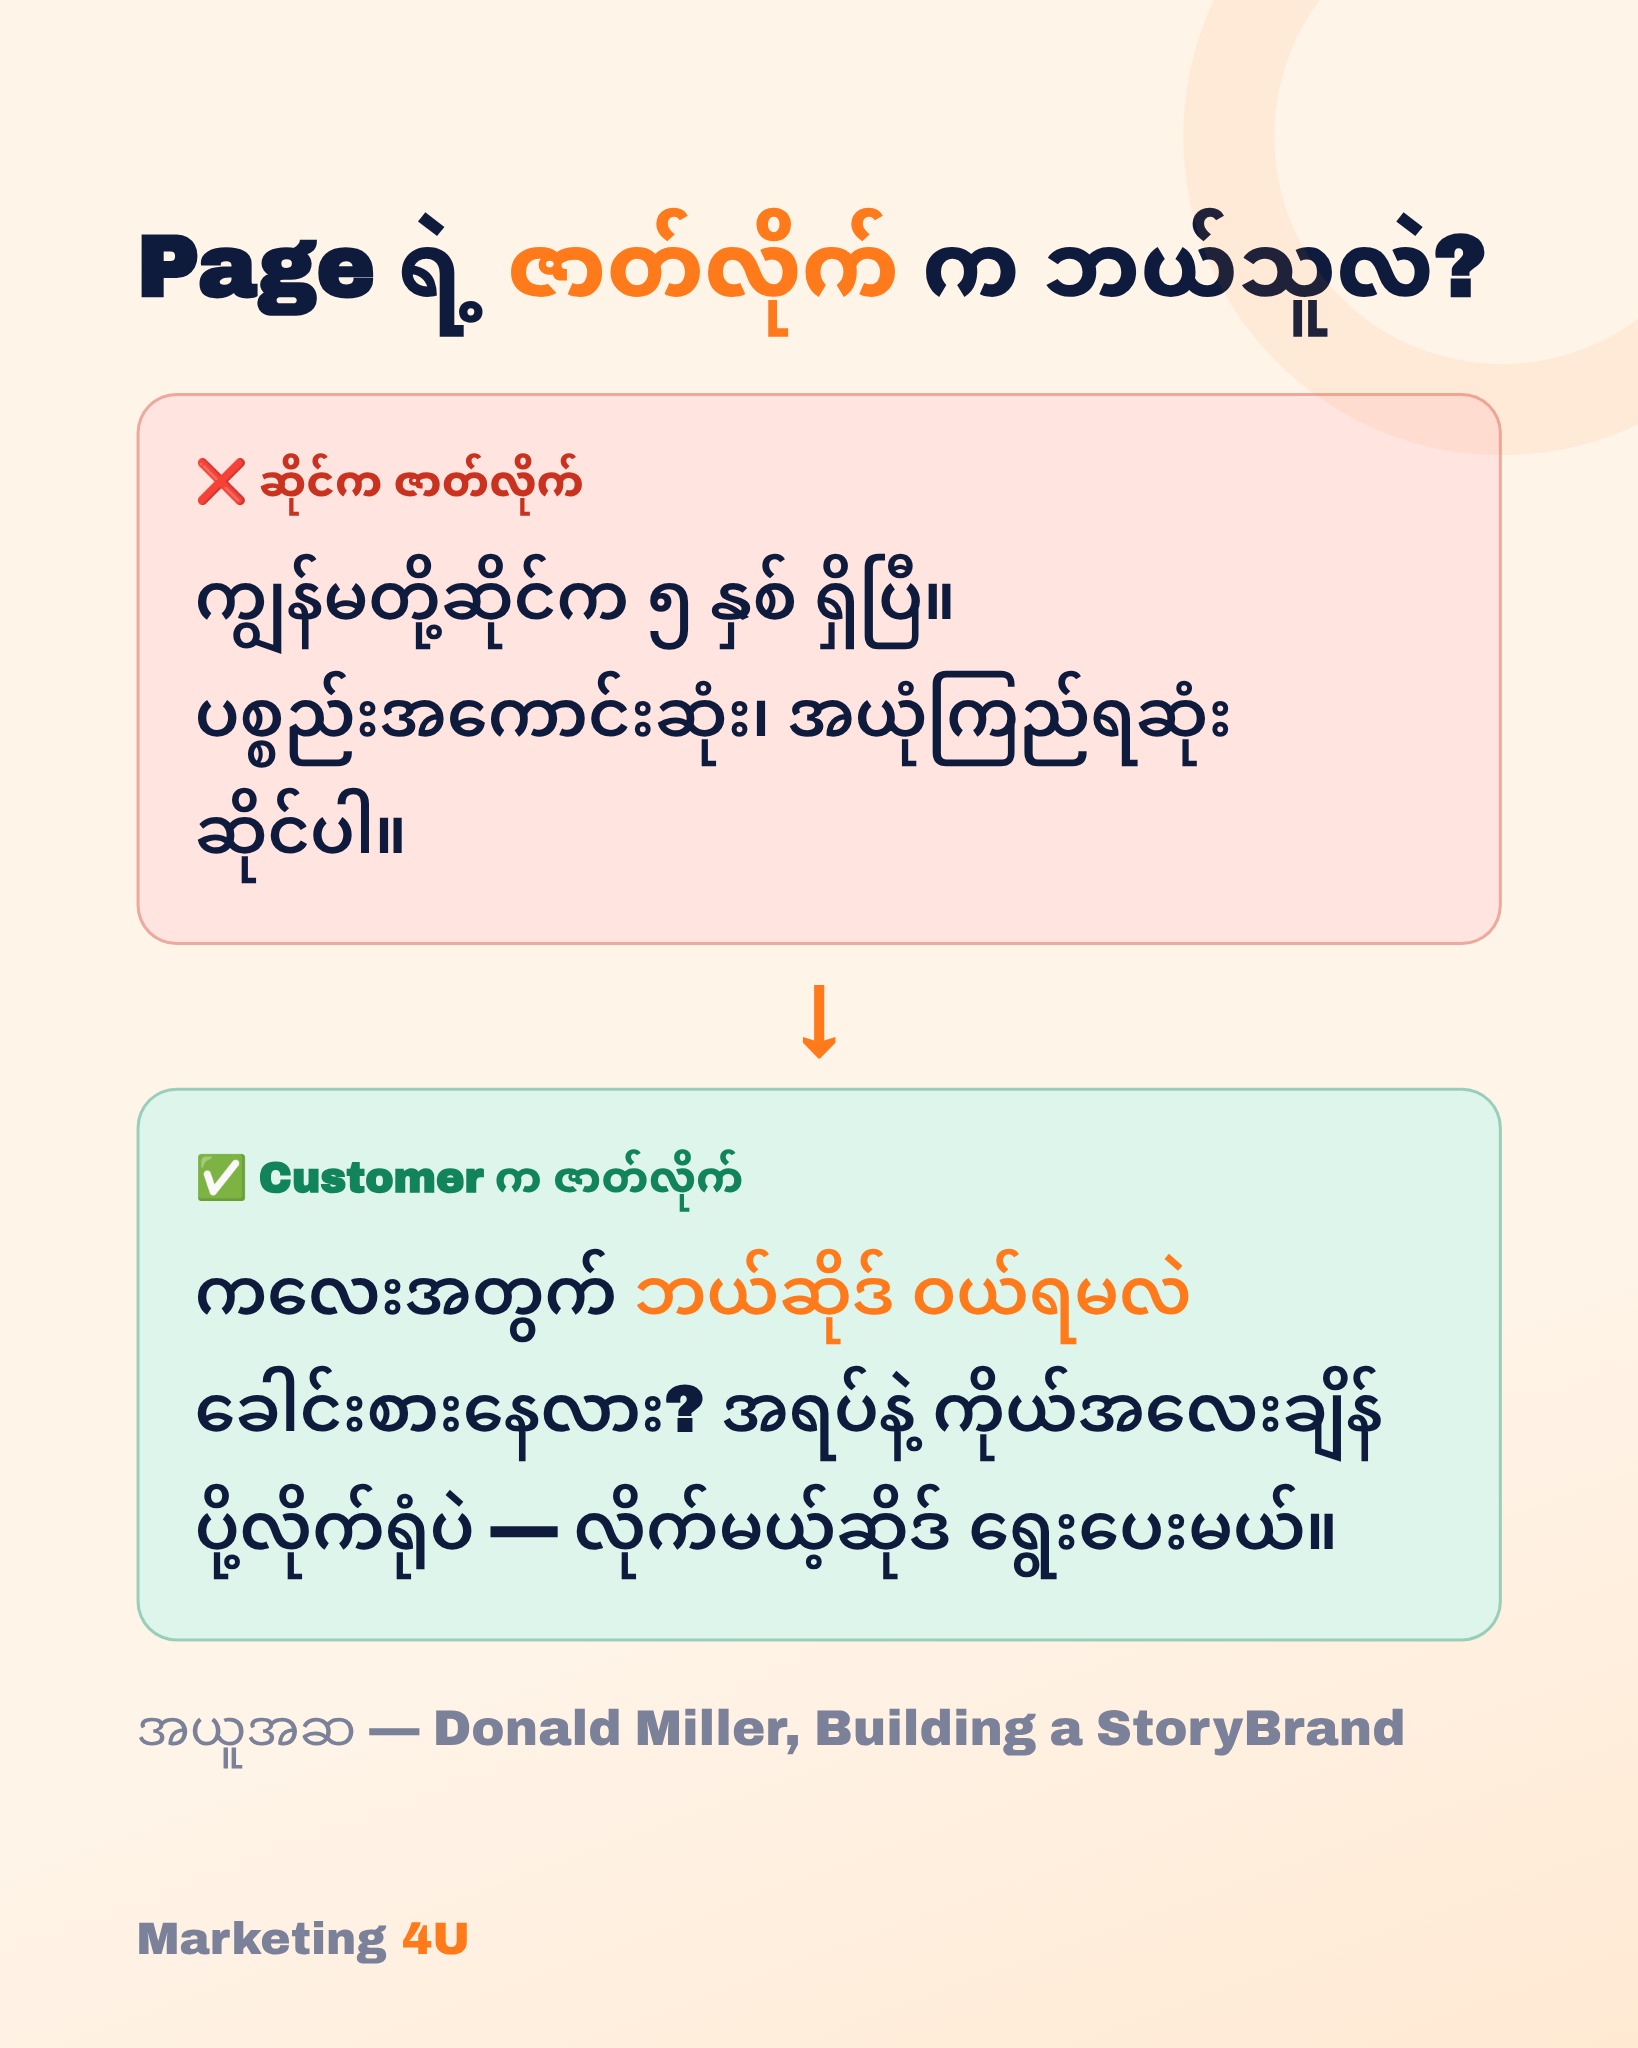 Page ရဲ့ ဇာတ်လိုက် က ဘယ်သူလဲ?
❌ ဆိုင်က ဇာတ်လိုက်
ကျွန်မတို့ဆိုင်က ၅ နှစ် ရှိပြီ။
ပစ္စည်းအကောင်းဆုံး၊ အယုံကြည်ရဆုံး
ဆိုင်ပါ။
↓
✅ Customer က ဇာတ်လိုက်
ကလေးအတွက် ဘယ်ဆိုဒ် ဝယ်ရမလဲ
ခေါင်းစားနေလား? အရပ်နဲ့ ကိုယ်အလေးချိန်
ပို့လိုက်ရုံပဲ — လိုက်မယ့်ဆိုဒ် ရွေးပေးမယ်။
အယူအဆ — Donald Miller, Building a StoryBrand
Marketing 4U